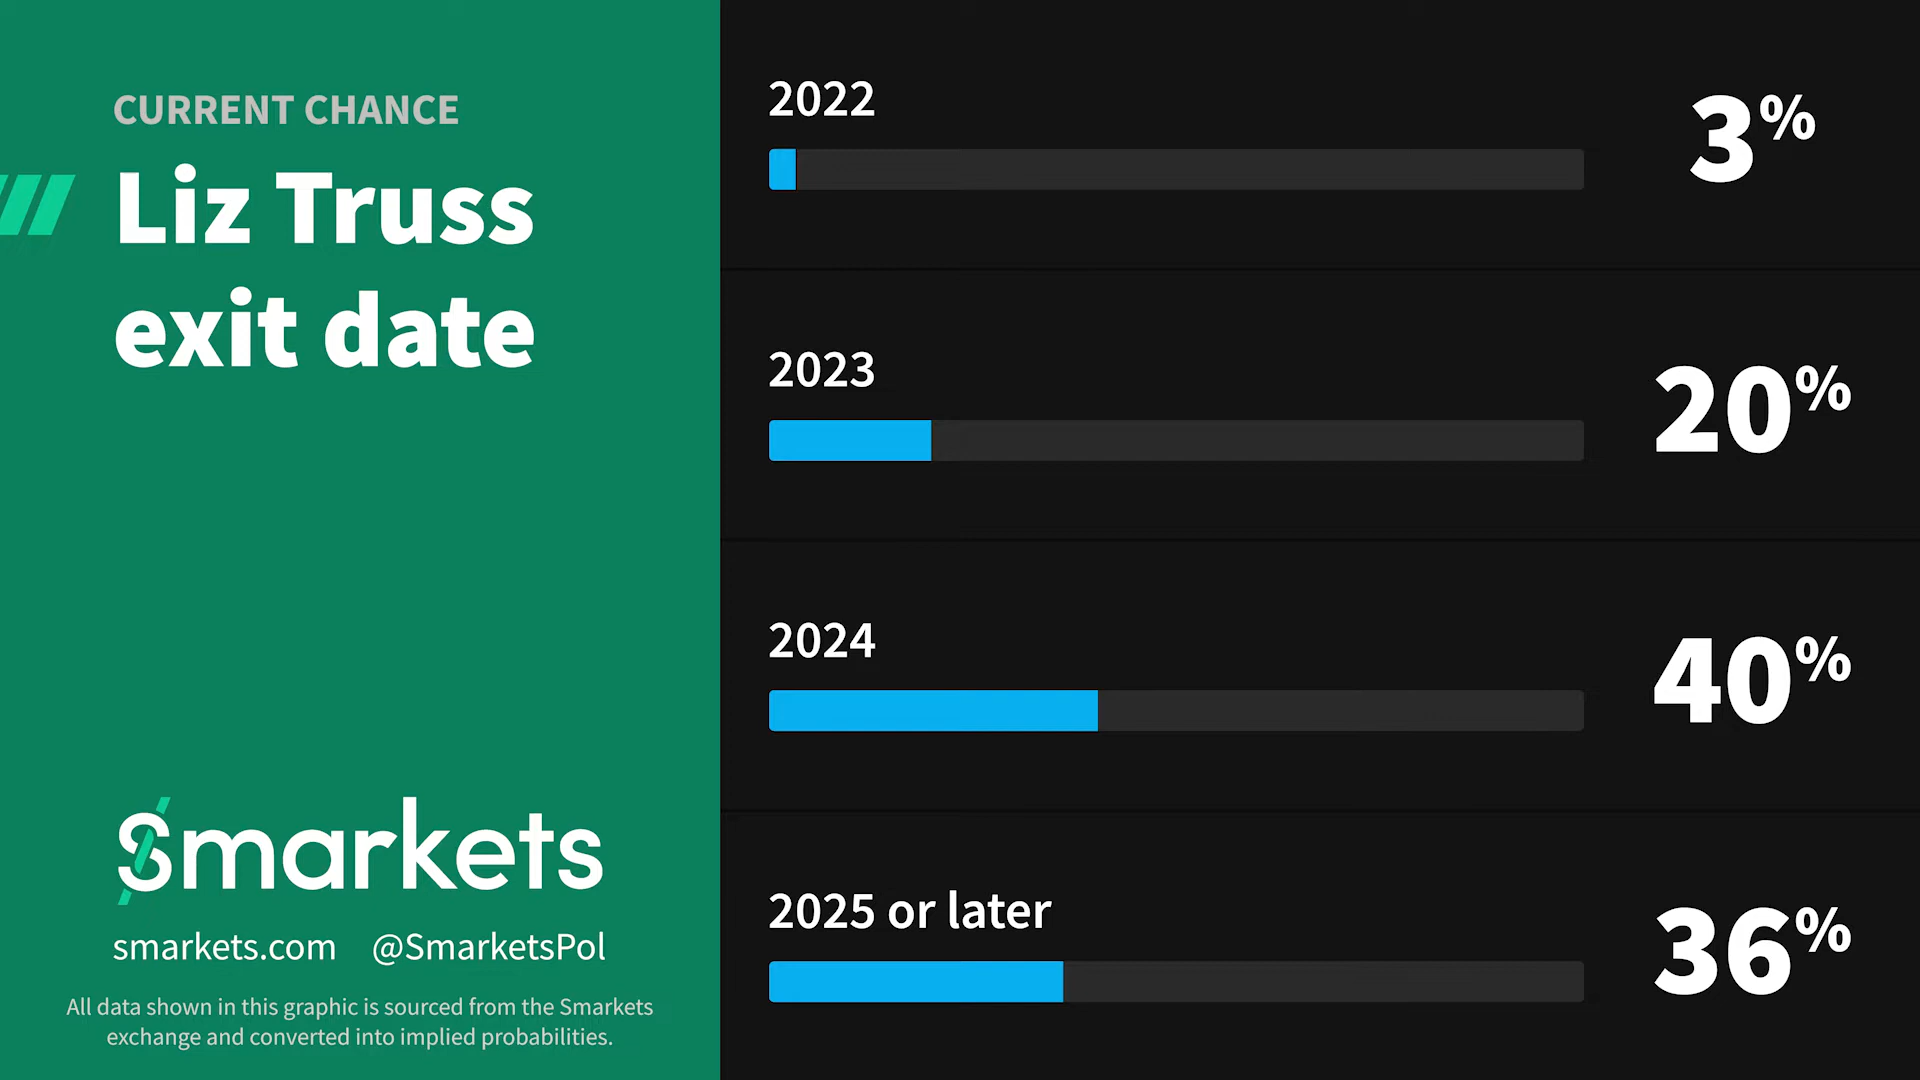 CURRENT CHANCE
Liz Truss
exit date
Smarkets
smarkets.com @SmarketsPol
All data shown in this graphic is sourced from the Smarkets
exchange and converted into implied probabilities.
2022
3%
2023
20%
2024
40%
2025 or later
36%